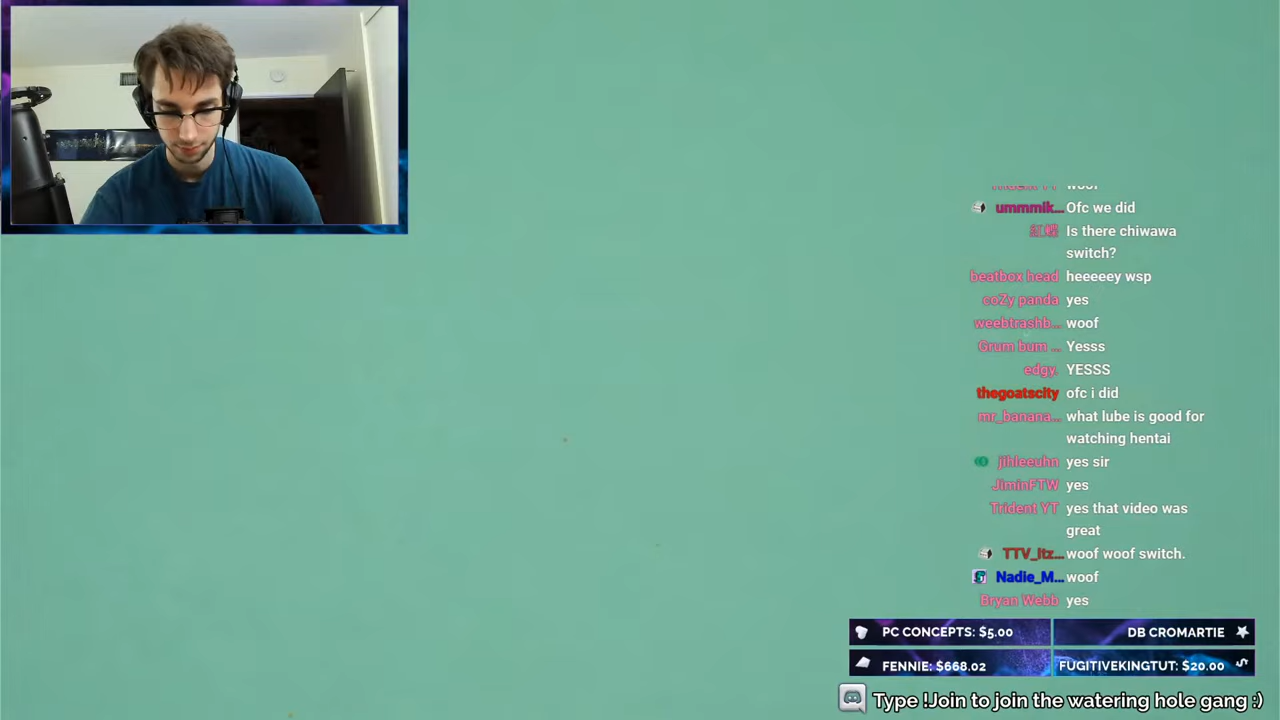 ummmlk... Ofc we did
Is there chiwawa
switch?
beatbox head heeeeey wsp
coZy panda yes
weebtrashb... woof
Grum bum ... Yesss
edgy. YESSS
thegoatscity ofc i did
mr_banana... what lube is good for
watching hentai
jihleeuhn yes sir
JiminFTW yes
Trident YT yes that video was
great
TTV_Itz... woof woof switch.
Nadie_M... woof
Bryan Webb yes
PC CONCEPTS: $5.00 DB CROMARTIE
FENNIE: $668.02 FUGITIVEKINGTUT: $20.00
Type !Join to join the watering hole gang :)